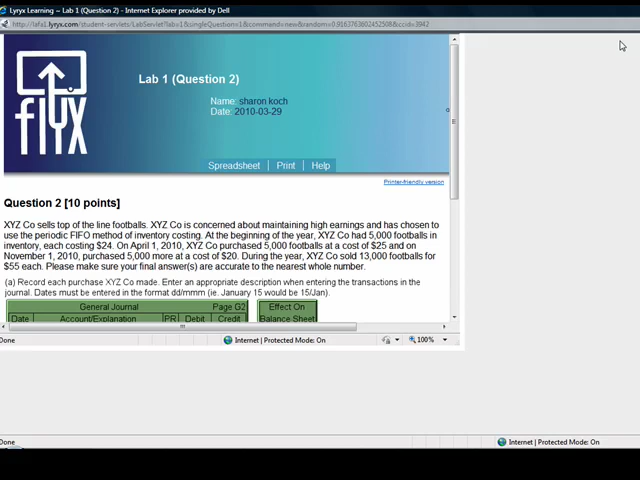 Lyryx Learning -- Lab 1 (Question 2) - Internet Explorer provided by Dell
Lab 1 (Question 2)
Name: sharon koch
Date: 2010-03-29
flyx
Spreadsheet | Print | Help
Printer-friendly version
Question 2 [10 points]
XYZ Co sells top of the line footballs. XYZ Co is concerned about maintaining high earnings and has chosen to
use the periodic FIFO method of inventory costing. At the beginning of the year, XYZ Co had 5,000 footballs in
inventory, each costing $24. On April 1, 2010, XYZ Co purchased 5,000 footballs at a cost of $25 and on
November 1, 2010, purchased 5,000 more at a cost of $20. During the year, XYZ Co sold 13,000 footballs for
$55 each. Please make sure your final answer(s) are accurate to the nearest whole number.
(a) Record each purchase XYZ Co made. Enter an appropriate description when entering the transactions in the
journal. Dates must be entered in the format dd/mmm (ie. January 15 would be 15/Jan).
General Journal Page G2 Effect On
Date Account/Explanation PR Debit Credit Balance Sheet
Done Internet | Protected Mode: On 100%
Done Internet | Protected Mode: On